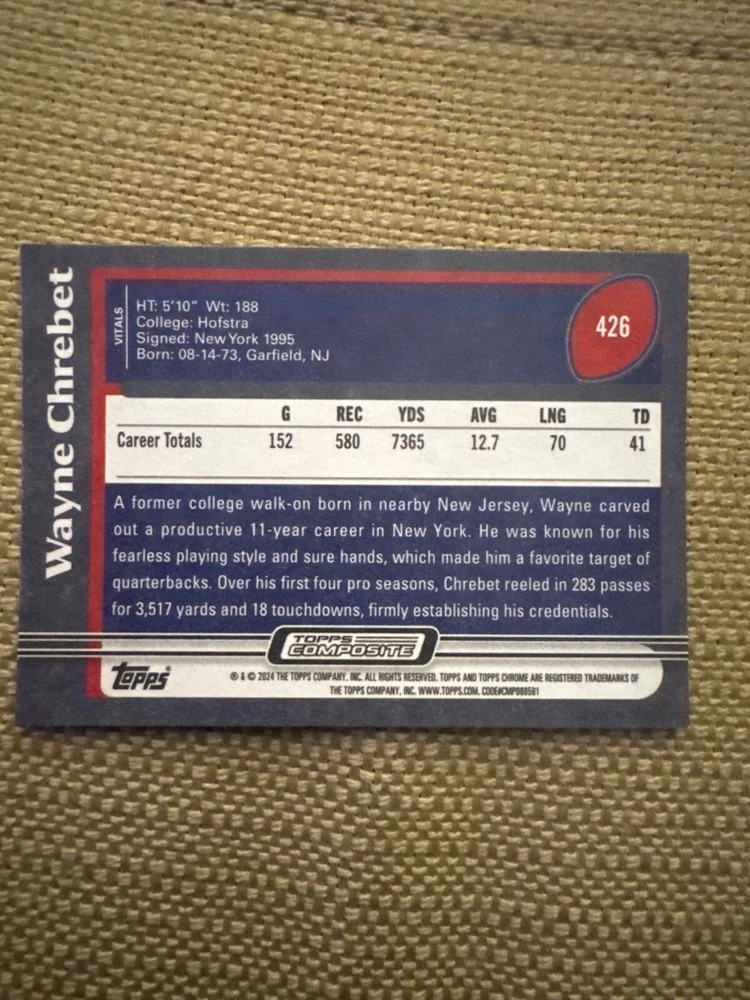 Wayne Chrebet
VITALS
HT: 5'10" Wt: 188
College: Hofstra
Signed: New York 1995
Born: 08-14-73, Garfield, NJ
426
G REC YDS AVG LNG TD
Career Totals 152 580 7365 12.7 70 41
A former college walk-on born in nearby New Jersey, Wayne carved
out a productive 11-year career in New York. He was known for his
fearless playing style and sure hands, which made him a favorite target of
quarterbacks. Over his first four pro seasons, Chrebet reeled in 283 passes
for 3,517 yards and 18 touchdowns, firmly establishing his credentials.
TOPPS
COMPOSITE
Topps®
® & © 2024 THE TOPPS COMPANY, INC. ALL RIGHTS RESERVED. TOPPS AND TOPPS CHROME ARE REGISTERED TRADEMARKS OF
THE TOPPS COMPANY, INC. WWW.TOPPS.COM. CODE#CMP088581